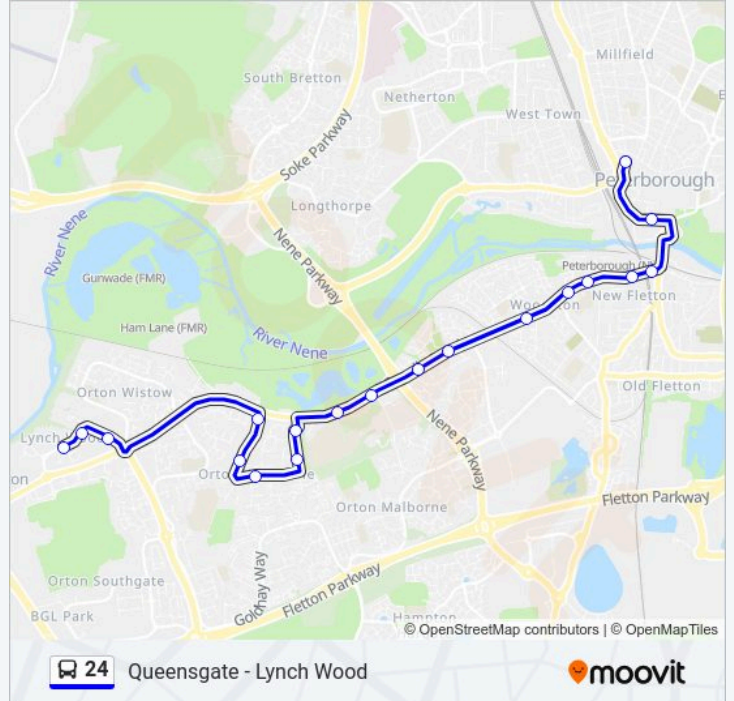 Millfield
South Bretton
Netherton
West Town
Soke Parkway
Peterborough
Longthorpe
River Nene
Nene Parkway
Gunwade (FMR)
Peterborough (N
New Fletton
Ham Lane (FMR)
River Nene
Old Fletton
Orton Wistow
Nene Parkway
Lynch
on
Orton Malborne
Fletton Parkway
Orton Southgate
Fletton Parkway
BGL Park
Hampton
© OpenStreetMap contributors | © OpenMapTiles
24 Queensgate - Lynch Wood
moovit